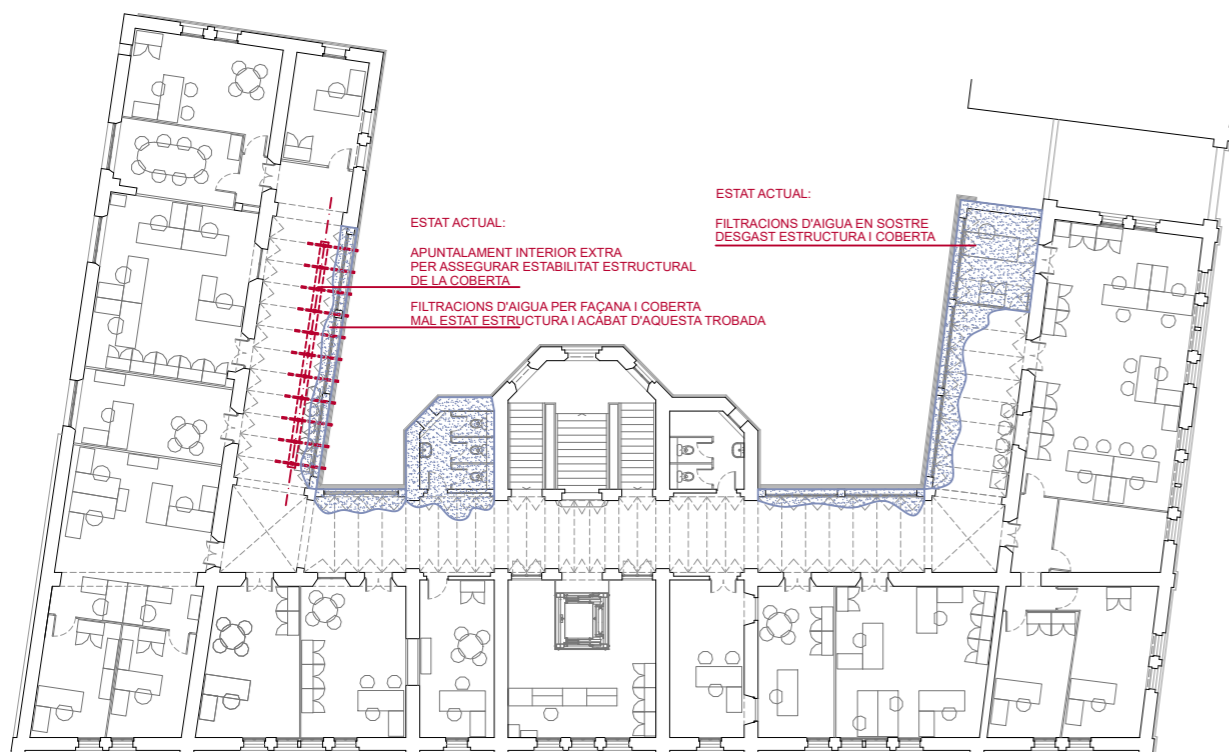 ESTAT ACTUAL:
APUNTALAMENT INTERIOR EXTRA
PER ASSEGURAR ESTABILITAT ESTRUCTURAL
DE LA COBERTA
FILTRACIONS D'AIGUA PER FAÇANA I COBERTA
MAL ESTAT ESTRUCTURA I ACABAT D'AQUESTA TROBADA
ESTAT ACTUAL:
FILTRACIONS D'AIGUA EN SOSTRE
DESGAST ESTRUCTURA I COBERTA